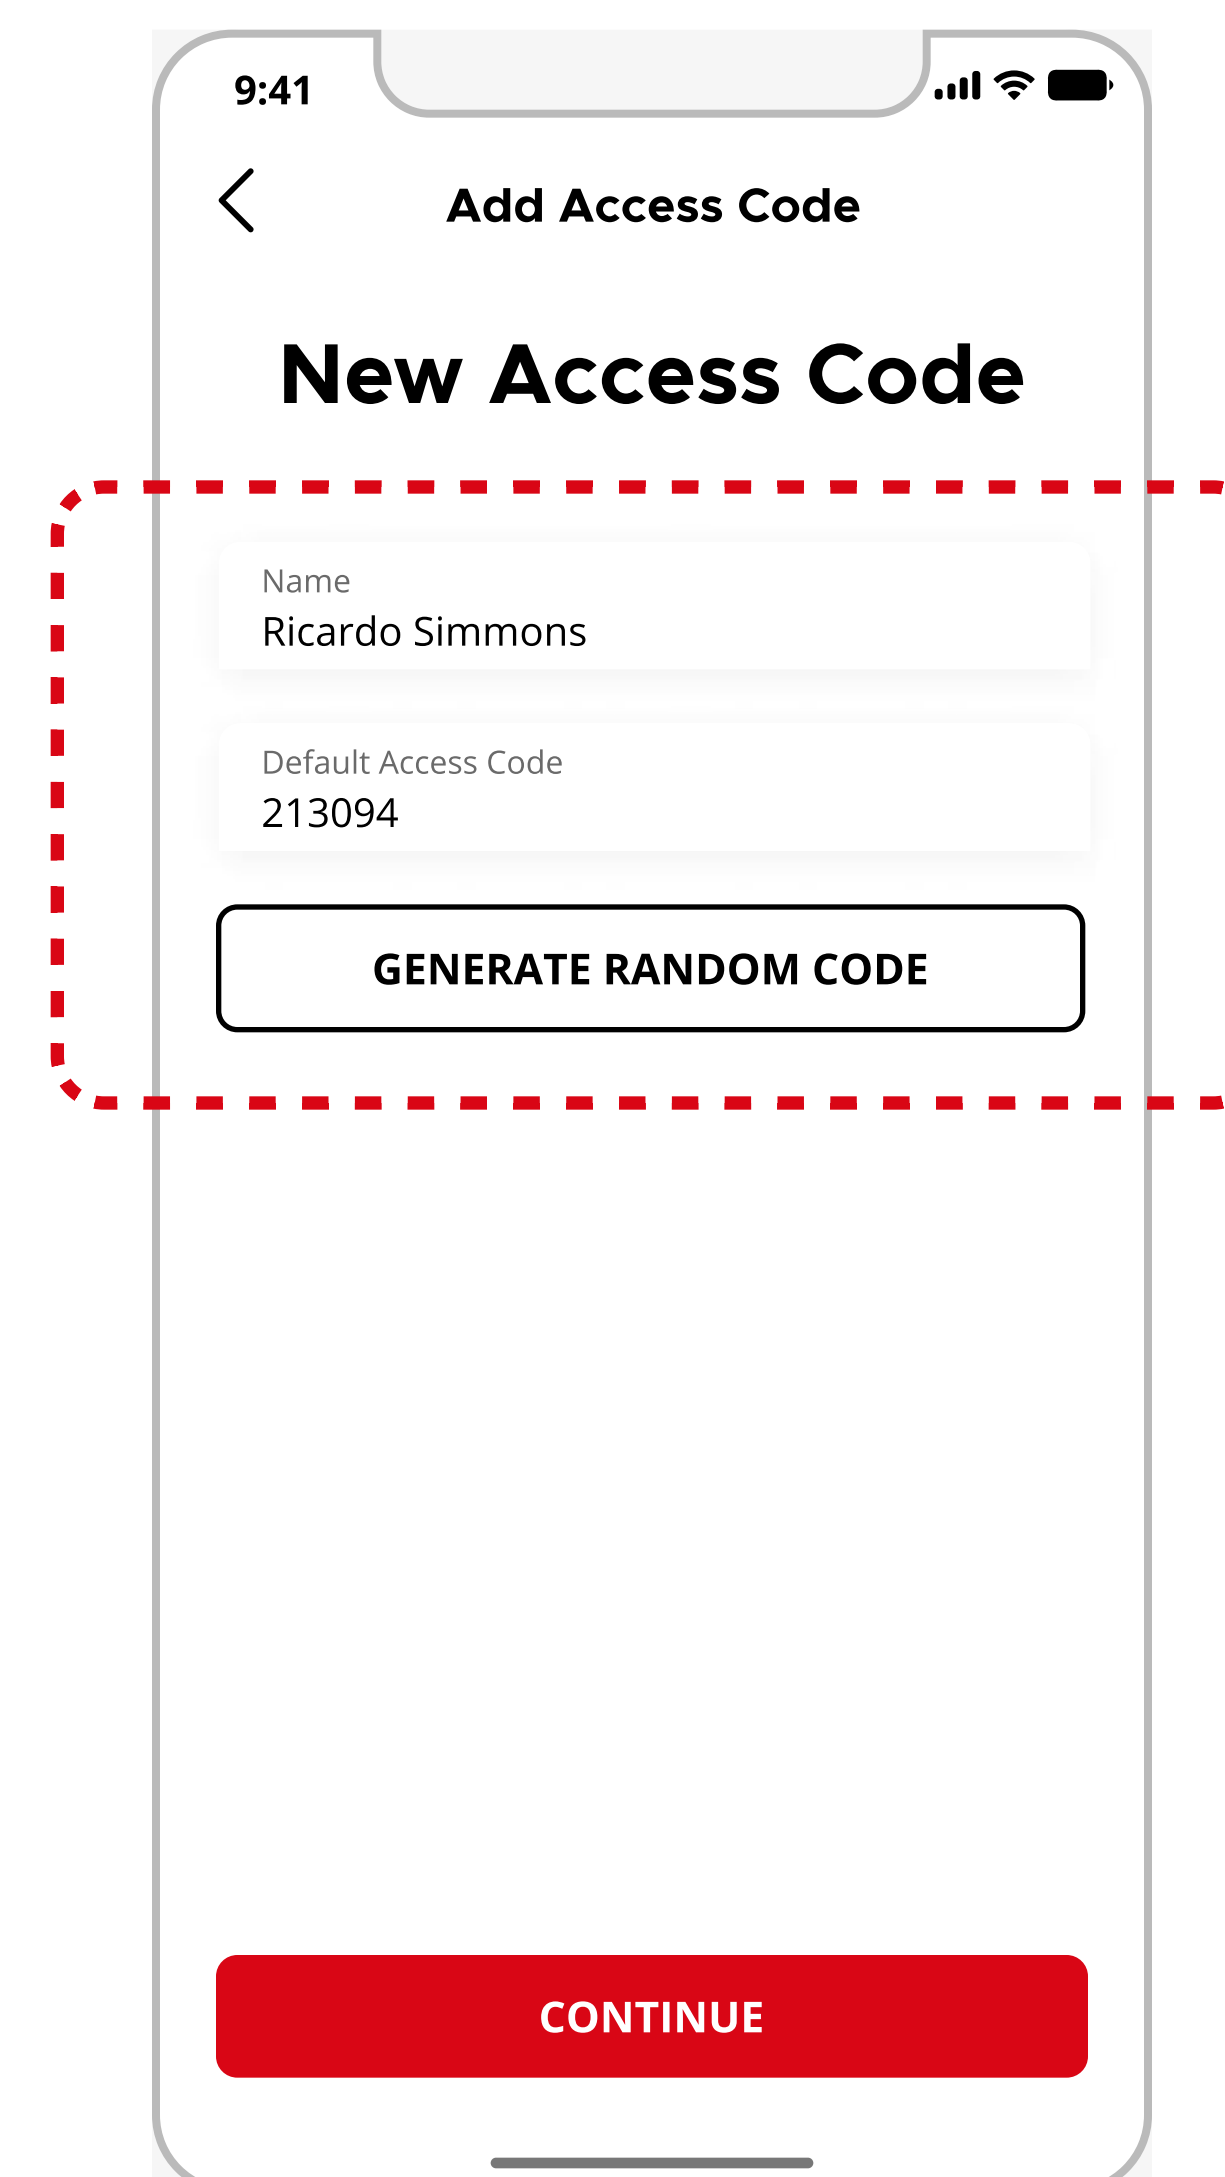 9:41
Add Access Code
New Access Code
Name
Ricardo Simmons
Default Access Code
213094
GENERATE RANDOM CODE
CONTINUE